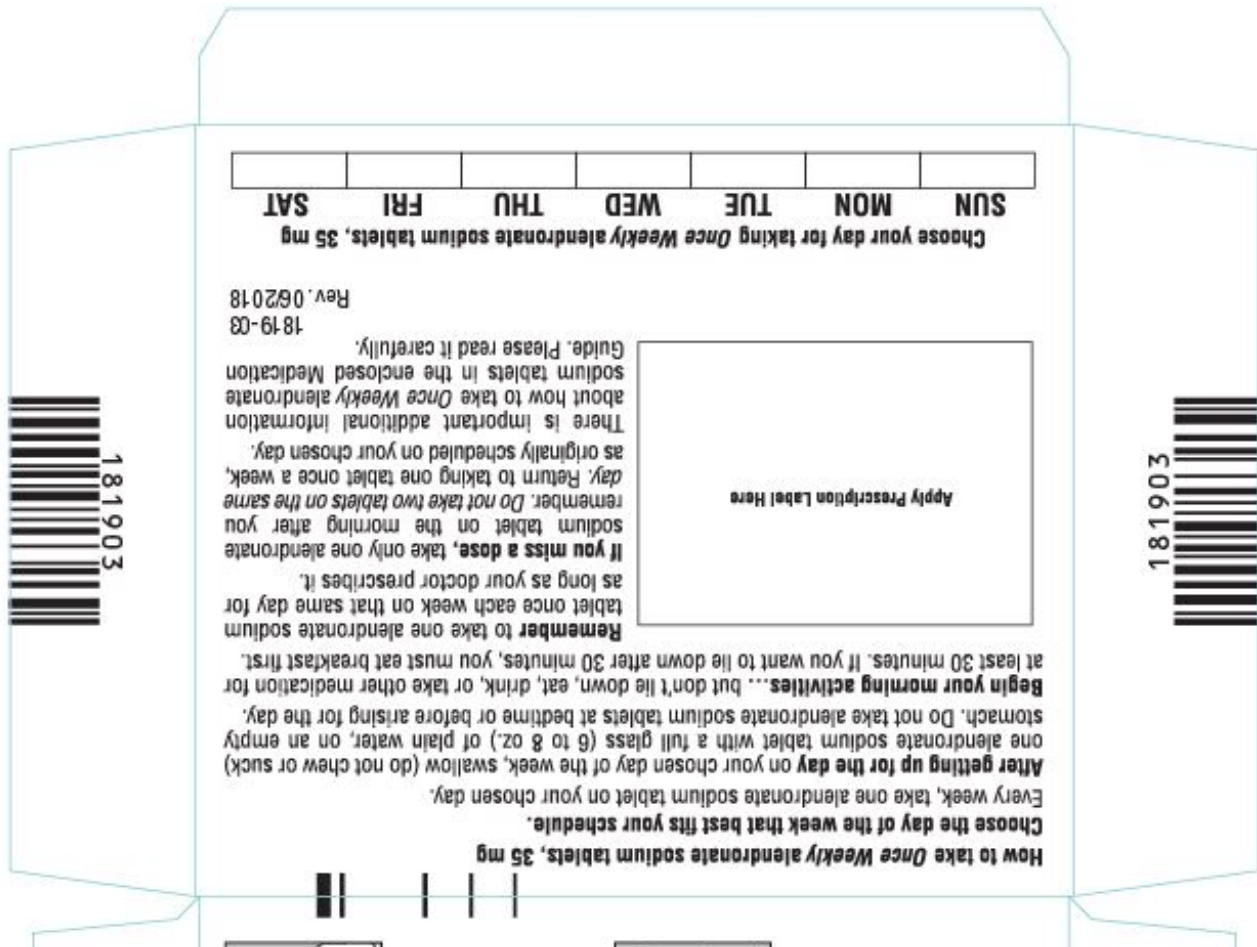 How to take Once Weekly alendronate sodium tablets, 35 mg
Choose the day of the week that best fits your schedule.
Every week, take one alendronate sodium tablet on your chosen day.
After getting up for the day on your chosen day of the week, swallow (do not chew or suck)
one alendronate sodium tablet with a full glass (6 to 8 oz.) of plain water, on an empty
stomach. Do not take alendronate sodium tablets at bedtime or before arising for the day.
Begin your morning activities... but don't lie down, eat, drink, or take other medication for
at least 30 minutes. If you want to lie down after 30 minutes, you must eat breakfast first.
Apply Prescription Label Here
Remember to take one alendronate sodium
tablet once each week on that same day for
as long as your doctor prescribes it.
If you miss a dose, take only one alendronate
sodium tablet on the morning after you
remember. Do not take two tablets on the same
day. Return to taking one tablet once a week,
as originally scheduled on your chosen day.
There is important additional information
about how to take Once Weekly alendronate
sodium tablets in the enclosed Medication
Guide. Please read it carefully.
1819-03
Rev. 06/2018
Choose your day for taking Once Weekly alendronate sodium tablets, 35 mg
SUN MON TUE WED THU FRI SAT
181903
181903